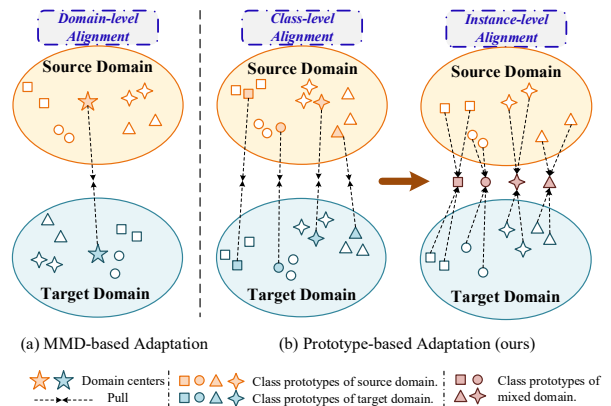 Domain-level
Alignment
Class-level
Alignment
Instance-level
Alignment
Source Domain
Source Domain
Source Domain
Target Domain
Target Domain
Target Domain
(a) MMD-based Adaptation
(b) Prototype-based Adaptation (ours)
Domain centers
Pull
Class prototypes of source domain.
Class prototypes of target domain.
Class prototypes of
mixed domain.